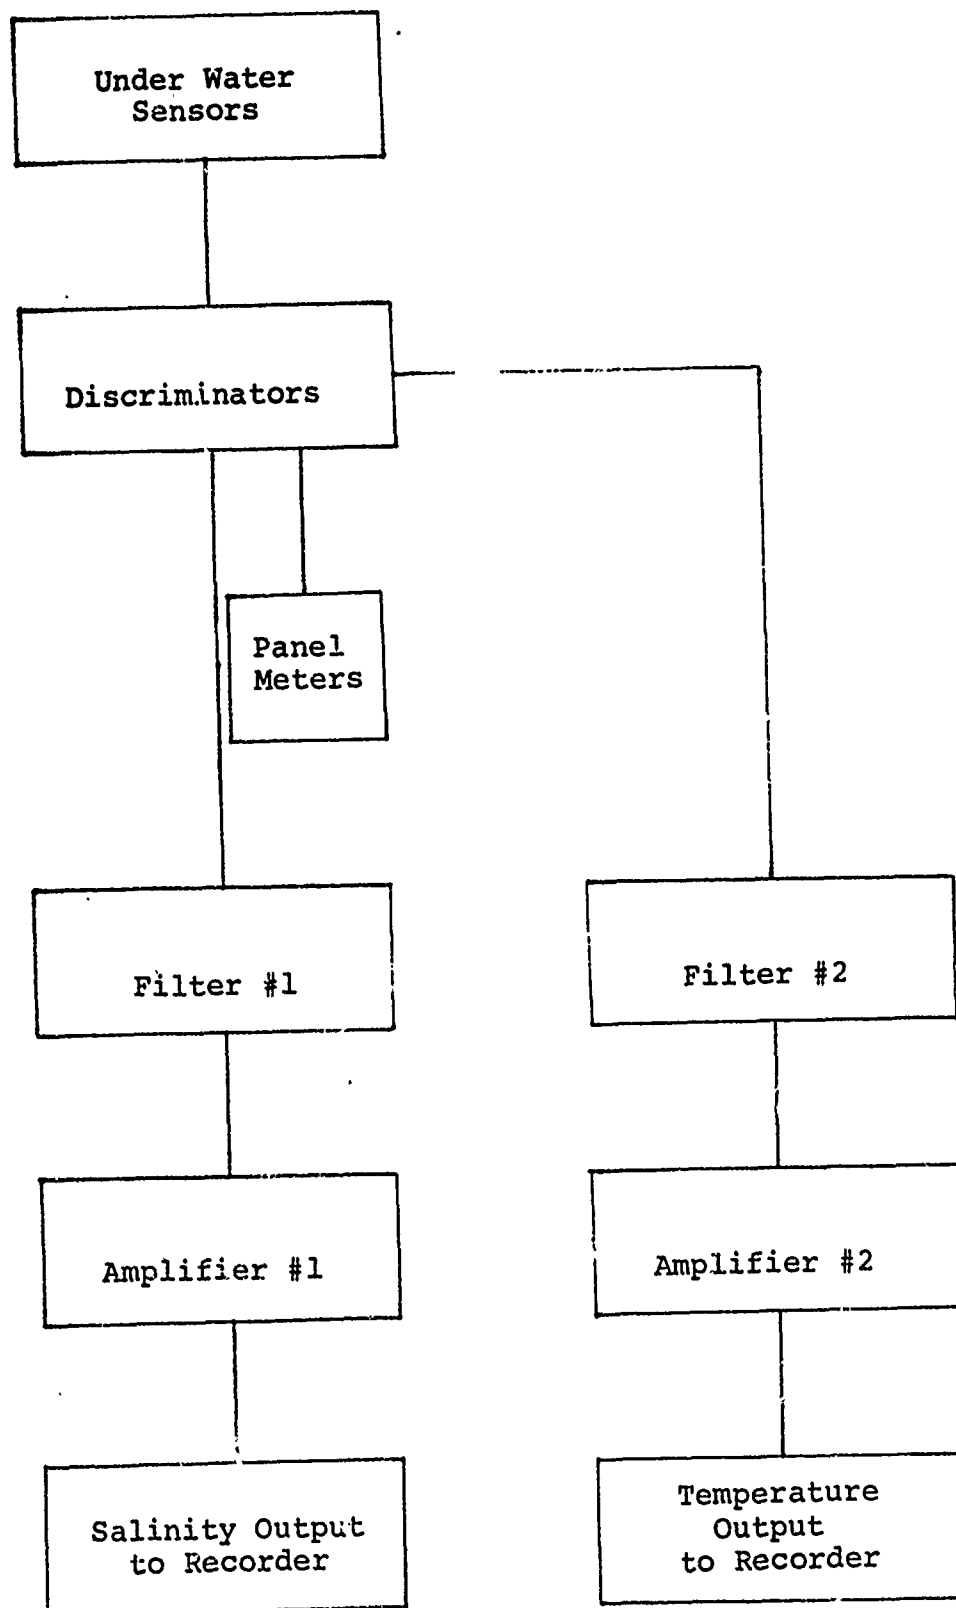 Under Water
Sensors
Discriminators
Panel
Meters
Filter #1
Filter #2
Amplifier #1
Amplifier #2
Salinity Output
to Recorder
Temperature
Output
to Recorder